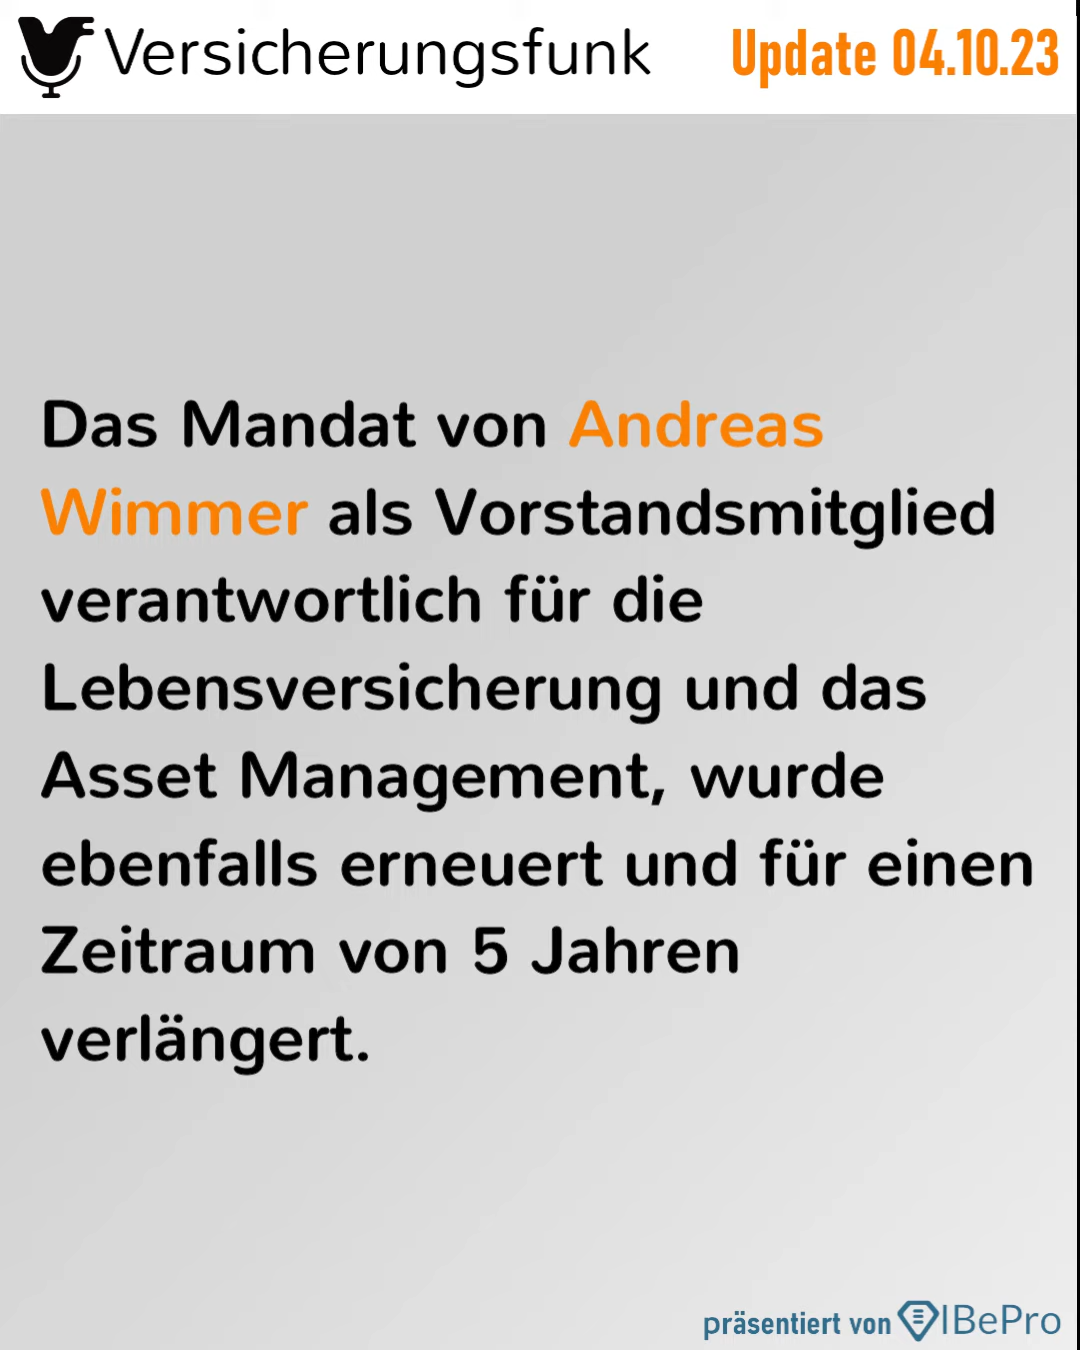 Versicherungsfunk
Update 04.10.23
Das Mandat von Andreas
Wimmer als Vorstandsmitglied
verantwortlich für die
Lebensversicherung und das
Asset Management, wurde
ebenfalls erneuert und für einen
Zeitraum von 5 Jahren
verlängert.
präsentiert von IBePro